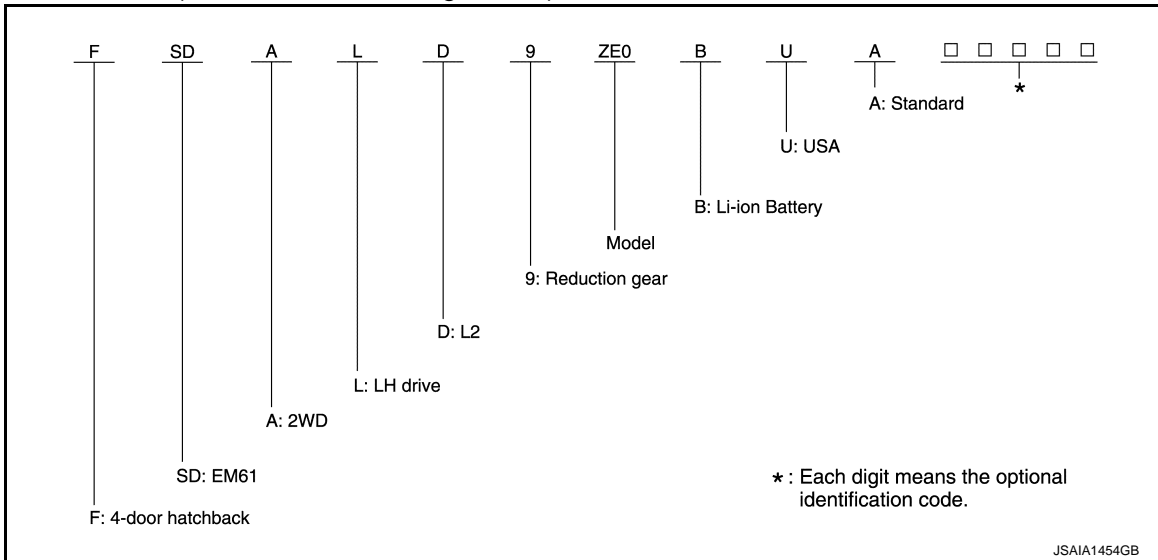 F SD A L D 9 ZE0 B U A □ □ □ □ □
*
A: Standard
U: USA
B: Li-ion Battery
Model
9: Reduction gear
D: L2
L: LH drive
A: 2WD
SD: EM61
F: 4-door hatchback
* : Each digit means the optional
identification code.
JSAIA1454GB